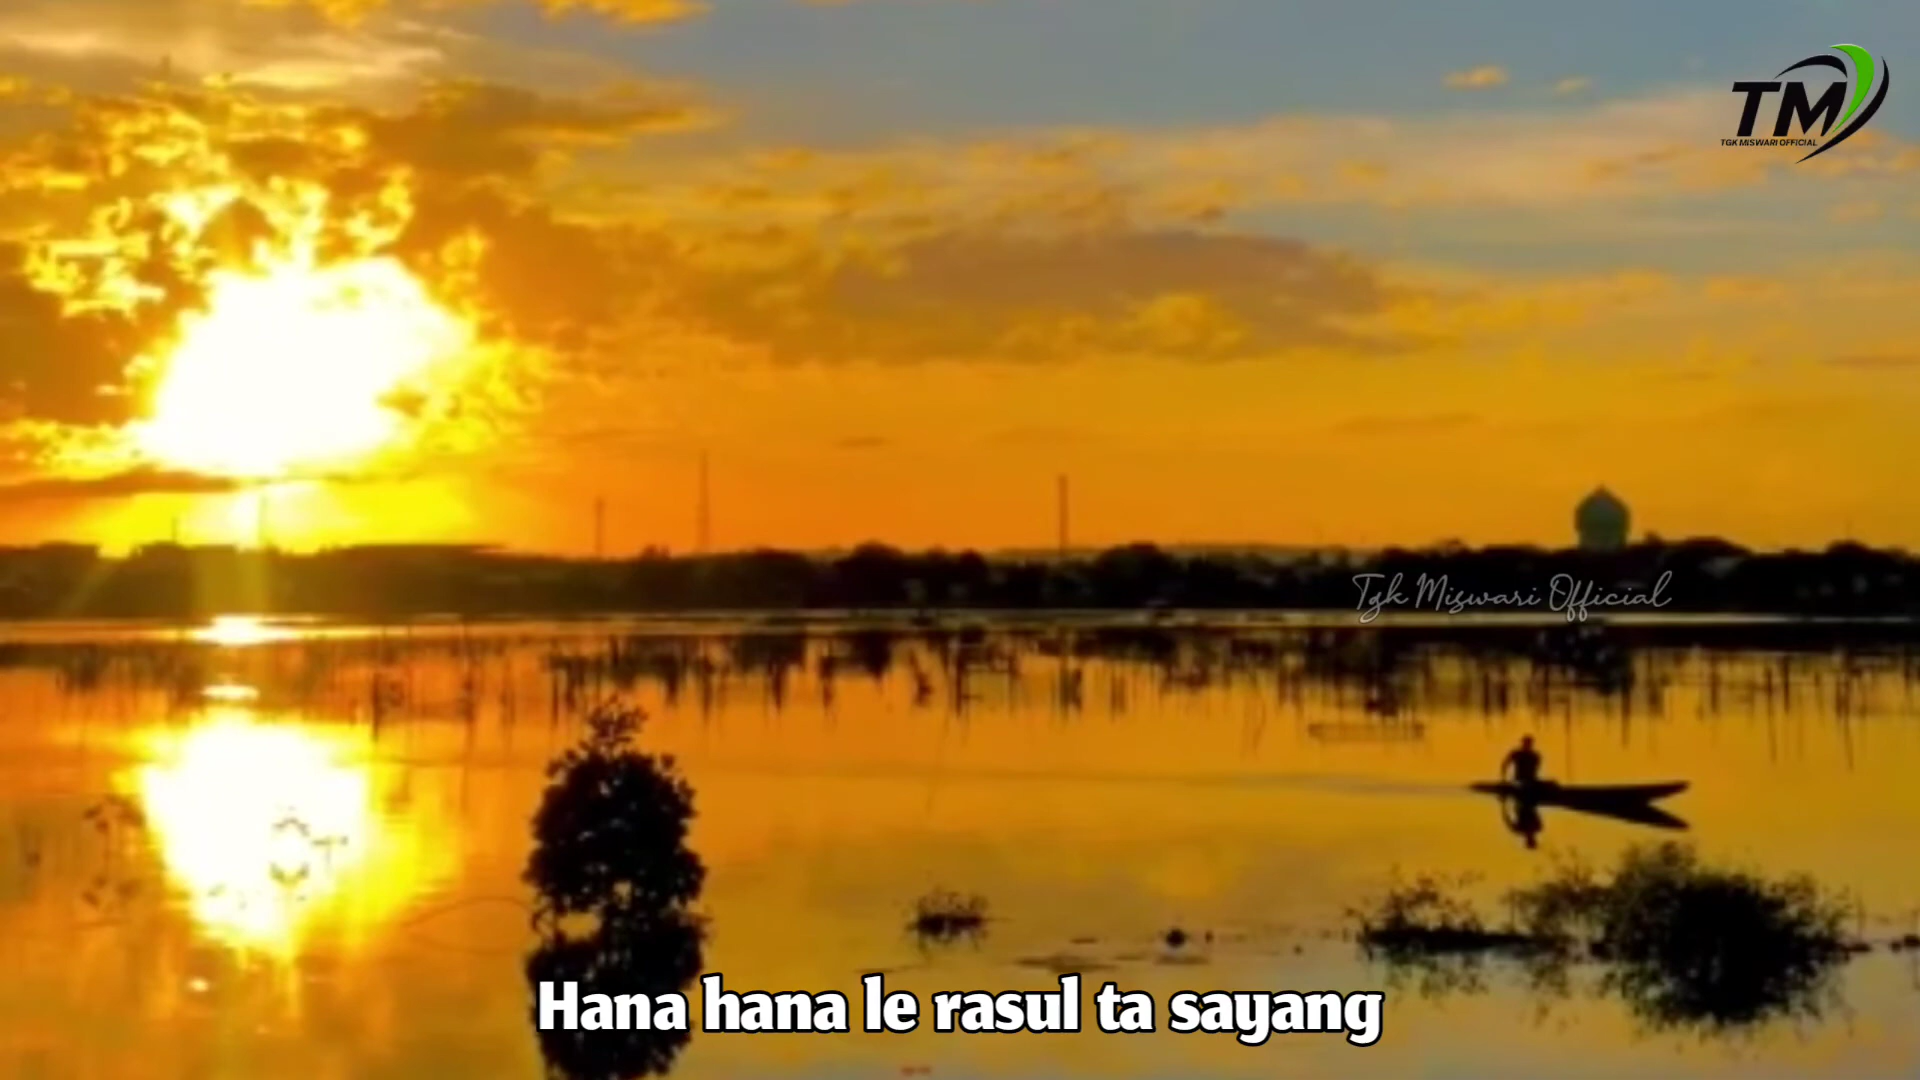 TM
TGK MISWARI OFFICIAL
Tgk Miswari Official
Hana hana le rasul ta sayang